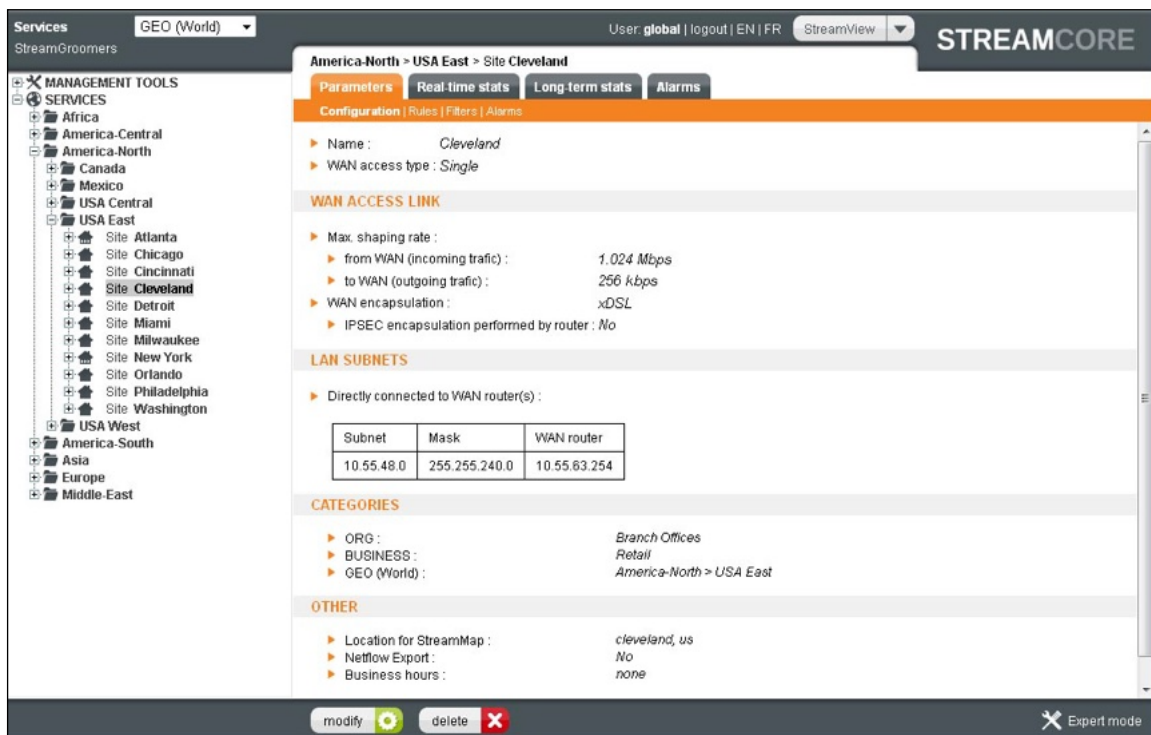 Services GEO (World)
StreamGroomers
User: global | logout | EN | FR StreamView
STREAMCORE
MANAGEMENT TOOLS
SERVICES
Africa
America-Central
America-North
Canada
Mexico
USA Central
USA East
Site Atlanta
Site Chicago
Site Cincinnati
Site Cleveland
Site Detroit
Site Miami
Site Milwaukee
Site New York
Site Orlando
Site Philadelphia
Site Washington
USA West
America-South
Asia
Europe
Middle-East
America-North > USA East > Site Cleveland
Parameters Real-time stats Long-term stats Alarms
Configuration | Rules | Filters | Alarms
Name : Cleveland
WAN access type : Single
WAN ACCESS LINK
Max. shaping rate :
from WAN (incoming trafic) : 1.024 Mbps
to WAN (outgoing trafic) : 256 kbps
WAN encapsulation : xDSL
IPSEC encapsulation performed by router : No
LAN SUBNETS
Directly connected to WAN router(s) :
Subnet Mask WAN router
10.55.48.0 255.255.240.0 10.55.63.254
CATEGORIES
ORG : Branch Offices
BUSINESS : Retail
GEO (World) : America-North > USA East
OTHER
Location for StreamMap : cleveland, us
Netflow Export : No
Business hours : none
modify delete Expert mode